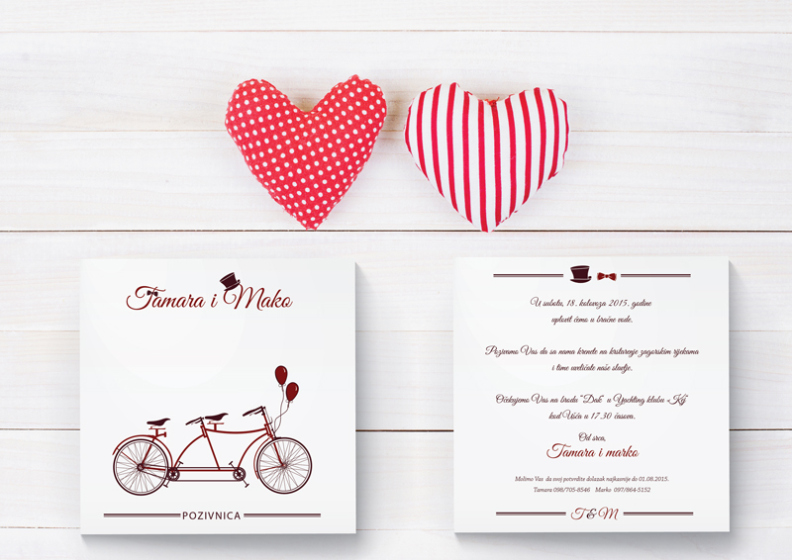 Tamara i Mako
POZIVNICA
U subotu, 18. kolovoza 2015. godine
uplovit ćemo u bračne vode.
Pozivamo Vas da sa nama krenete na krstarenje zagorskim rijekama
i time uveličate naše slavlje.
Očekujemo Vas na brodu "Dak" u Yachting klubu «Kej
kod Ušća u 17.30 časova.
Od srca,
Tamara i marko
Molimo Vas da svoj potvrdite dolazak najkasnije do 01.08.2015.
Tamara 098/705-8546 Marko 097/864-5152
T & M